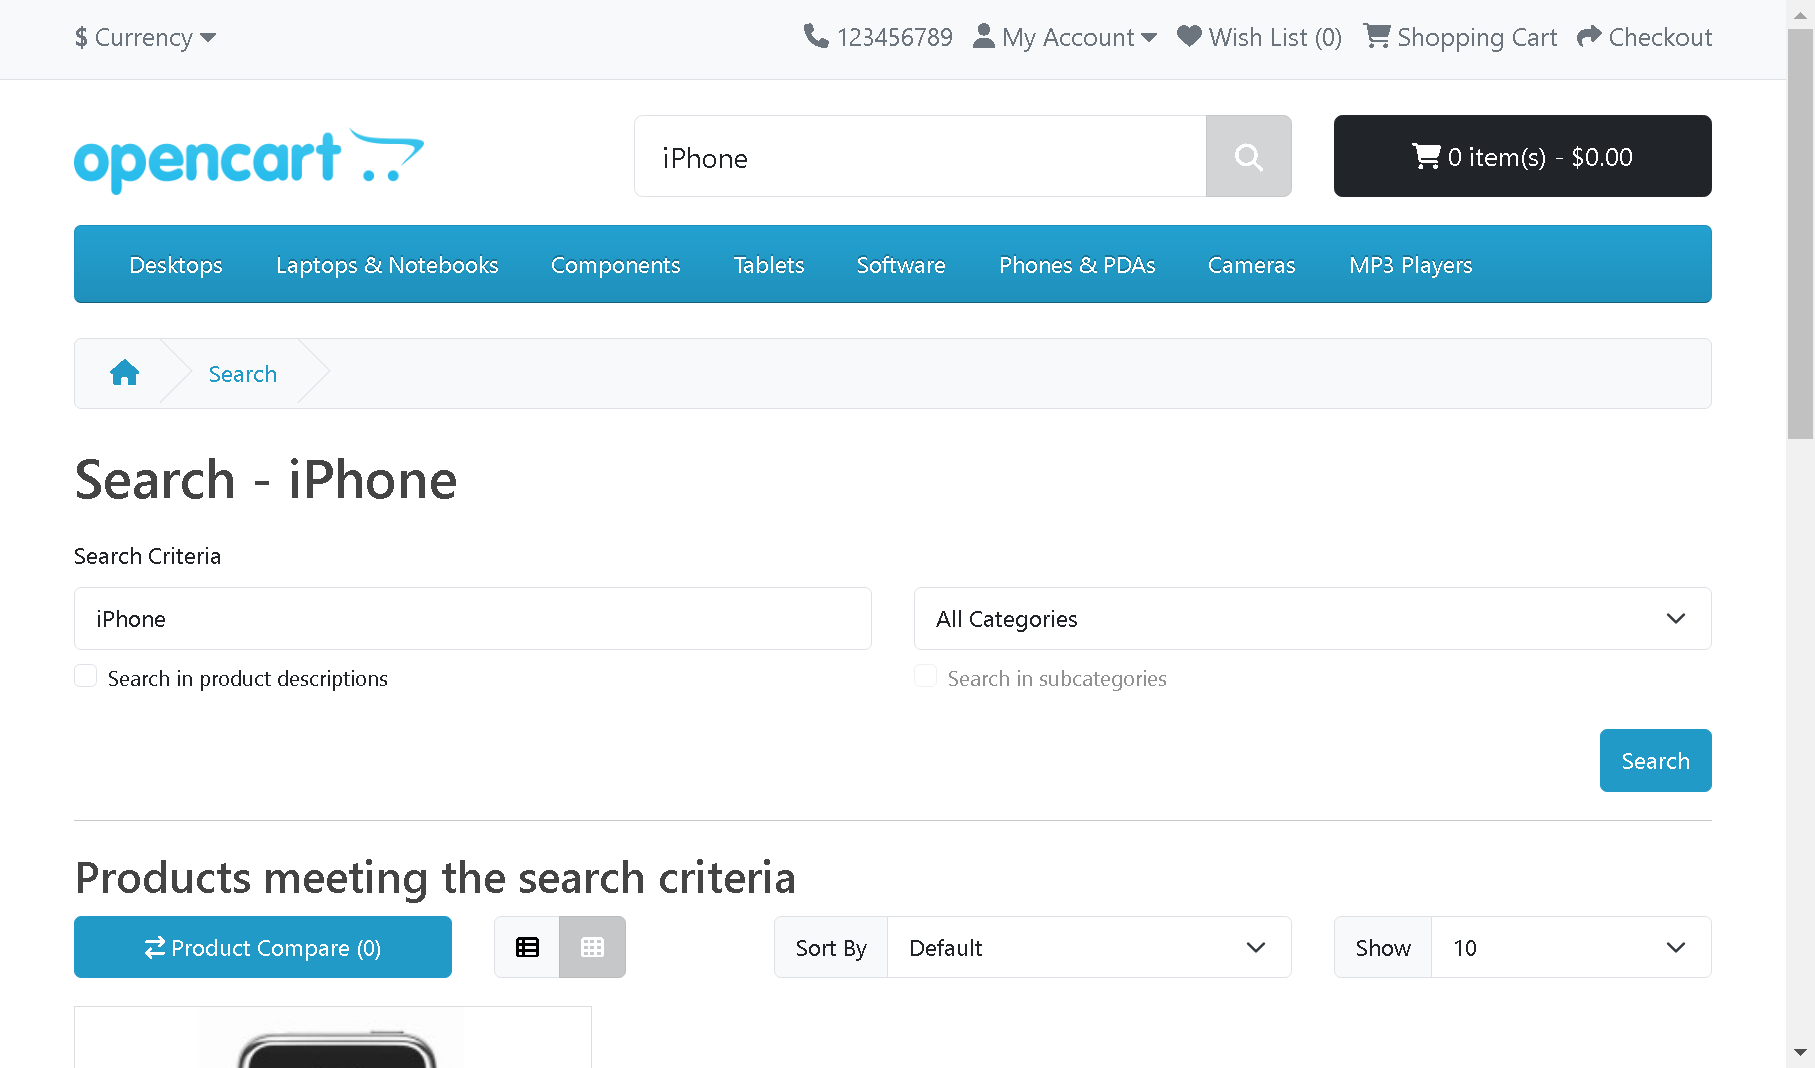 $ Currency
123456789 My Account Wish List (0) Shopping Cart Checkout
opencart
iPhone
0 item(s) - $0.00
Desktops Laptops & Notebooks Components Tablets Software Phones & PDAs Cameras MP3 Players
Search
Search - iPhone
Search Criteria
iPhone
All Categories
Search in product descriptions
Search in subcategories
Search
Products meeting the search criteria
Product Compare (0)
Sort By Default
Show 10